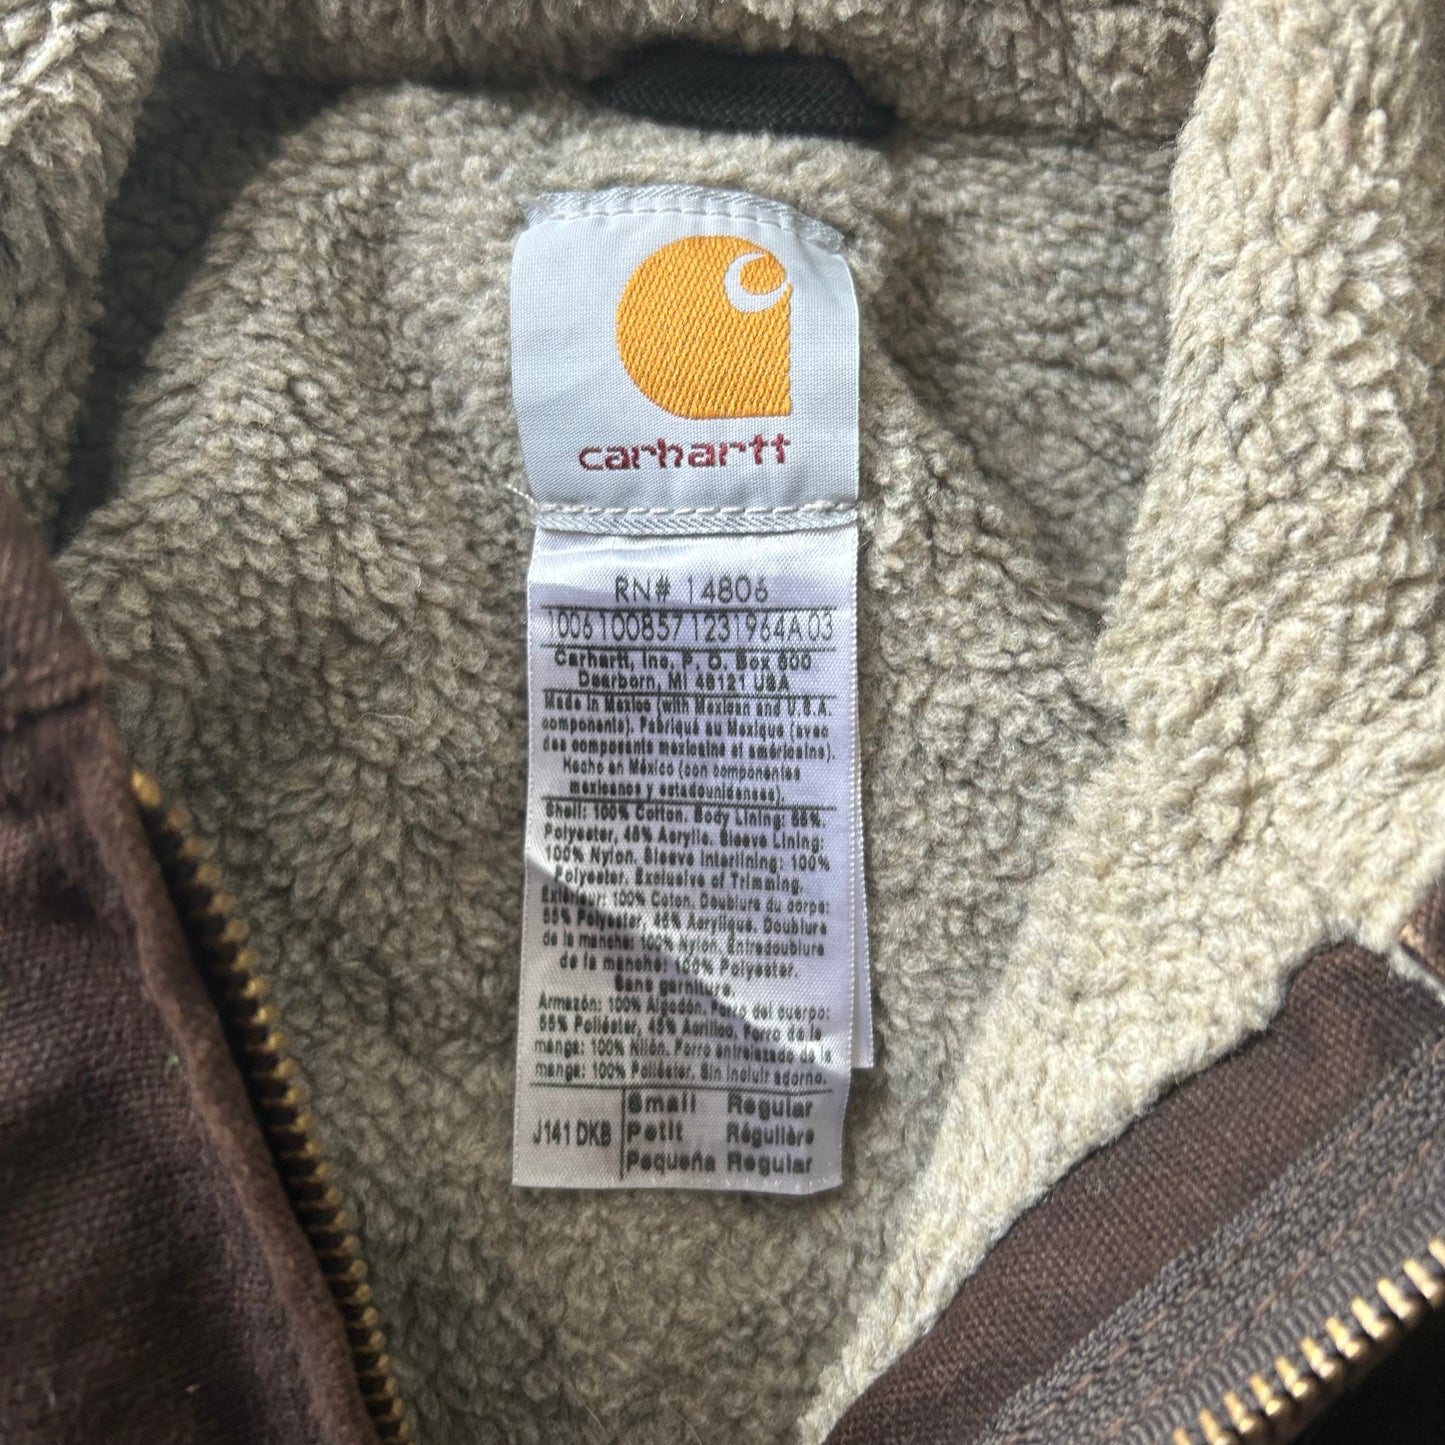 carhartt
RN# 14806
10061008571231964A03
Carhartt, Inc, P. O. Box 600
Dearborn, MI 48121 USA
Made in Mexico (with Mexican and U.S.A.
components). Fabriqué au Mexique (avec
des composants mexicains et américains).
Hecho en México (con componentes
mexicanos y estadounidenses).
Shell: 100% Cotton. Body Lining: 55%
Polyester, 45% Acrylic. Sleeve Lining:
100% Nylon. Sleeve Interlining: 100%
Polyester. Exclusive of Trimming.
Extérieur: 100% Coton. Doublure du corps:
55% Polyester, 45% Acrylique. Doublure
de la manche: 100% Nylon. Entredoublure
de la manche: 100% Polyester.
Sans garniture.
Armazón: 100% Algodón. Forro del cuerpo:
55% Poliéster, 45% Acrílico. Forro de la
manga: 100% Nilón. Forro entrelazado de la
manga: 100% Poliéster. Sin incluir adorno.
J141 DKB
Small Regular
Petit Régulière
Pequeña Regular